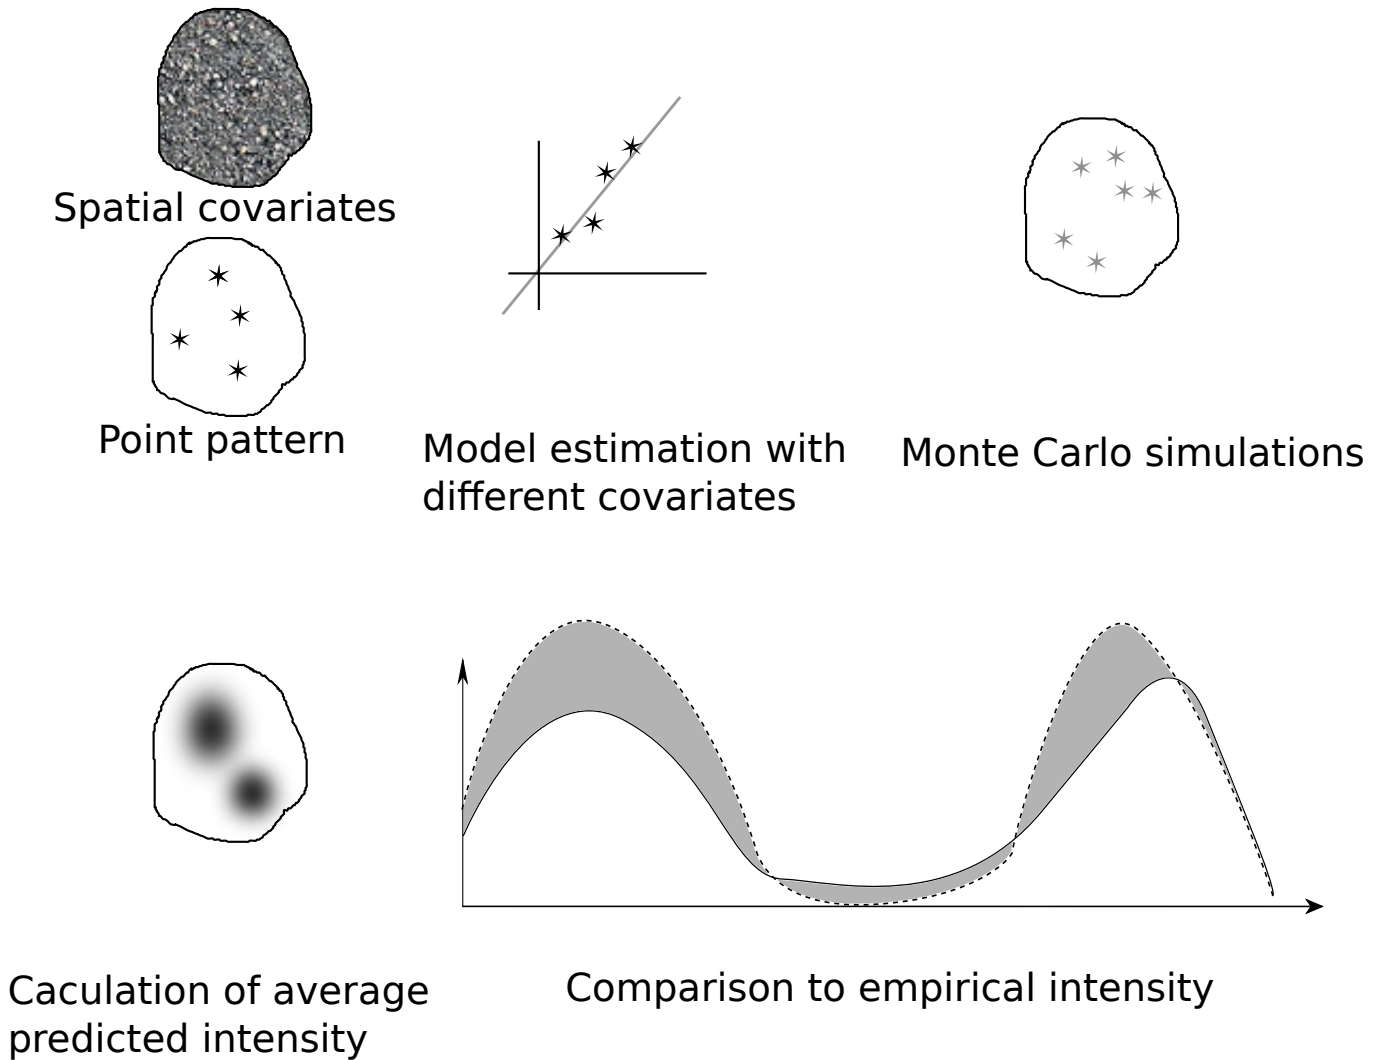 Spatial covariates
Point pattern
Model estimation with
different covariates
Monte Carlo simulations
Caculation of average
predicted intensity
Comparison to empirical intensity